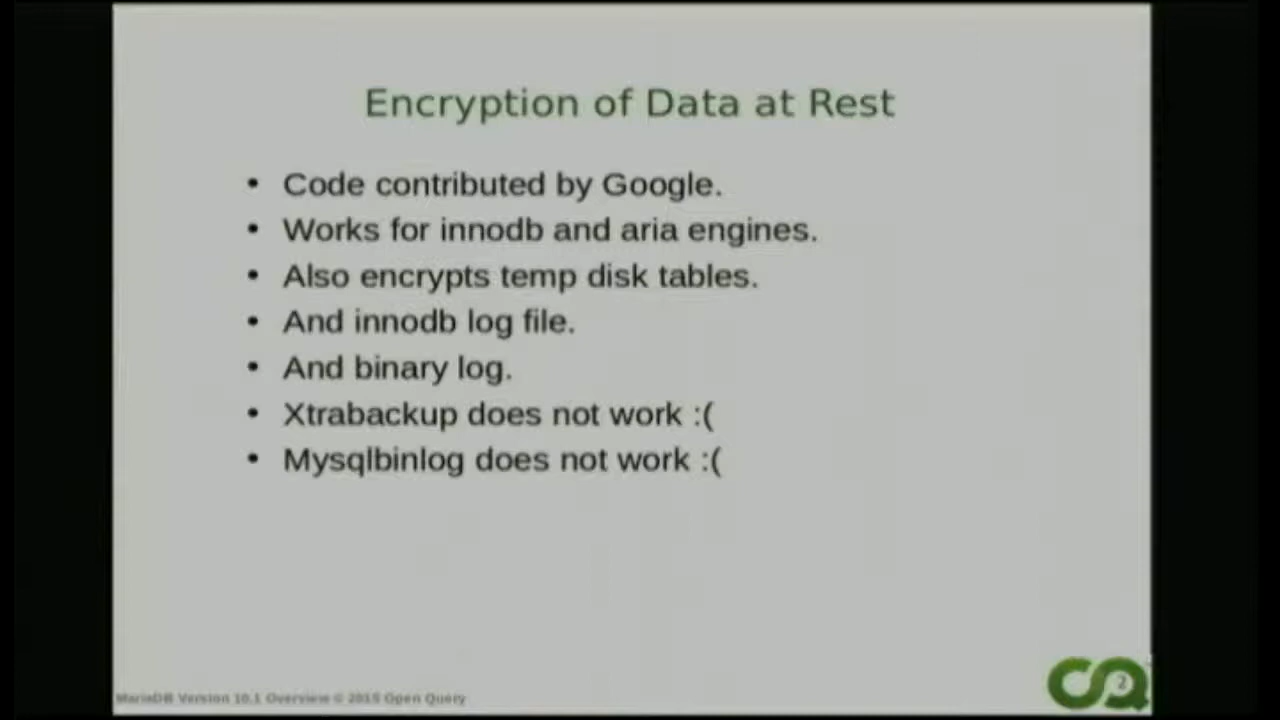 Encryption of Data at Rest
• Code contributed by Google.
• Works for innodb and aria engines.
• Also encrypts temp disk tables.
• And innodb log file.
• And binary log.
• Xtrabackup does not work :(
• Mysqlbinlog does not work :(
MariaDB Version 10.1 Overview © 2015 Open Query
2